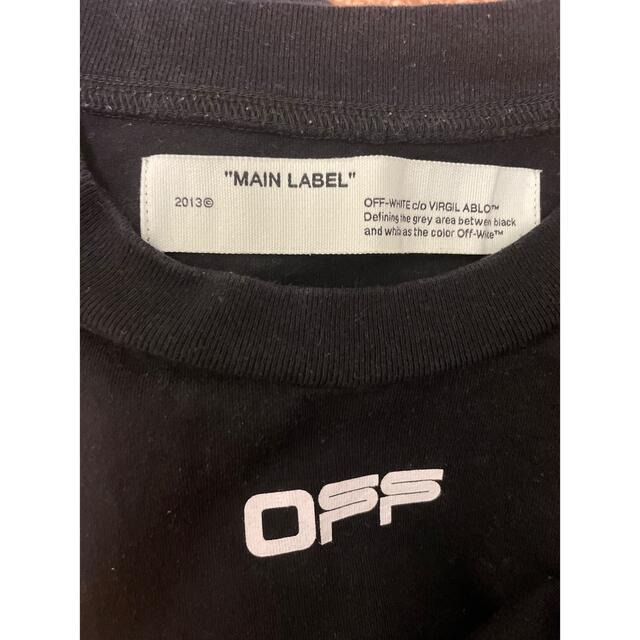 "MAIN LABEL"
2013©
OFF-WHITE c/o VIRGIL ABLO™
Defining the grey area betwen black
and white as the color Off-White™
OFF